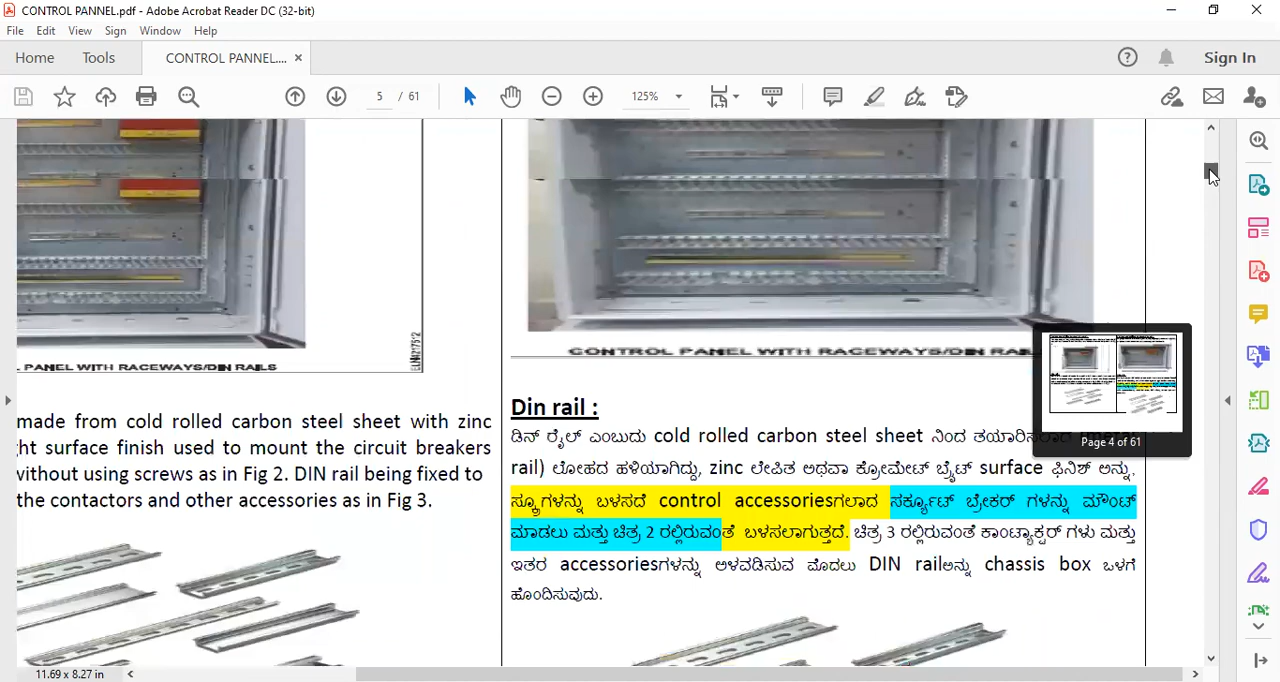 CONTROL PANNEL.pdf - Adobe Acrobat Reader DC (32-bit)
File Edit View Sign Window Help
Home Tools CONTROL PANNEL.... × Sign In
5 / 61 125%
ELMA217512
L PANEL WITH RACEWAYS/DIN RAILS
CONTROL PANEL WITH RACEWAYS/DIN RAIL
made from cold rolled carbon steel sheet with zinc
ht surface finish used to mount the circuit breakers
without using screws as in Fig 2. DIN rail being fixed to
the contactors and other accessories as in Fig 3.
Din rail :
ಡಿನ್ ರೈಲ್ ಎಂಬುದು cold rolled carbon steel sheet ನಿಂದ
rail) ಲೋಹದ ಹಳಿಯಾಗಿದ್ದು, zinc ಲೇಪಿತ ಅಥವಾ ಕ್ರೋಮೇಟ್ ಬ್ರೈಟ್ surface ಫಿನಿಶ್ ಅನ್ನು,
ಸ್ಕ್ರೂಗಳನ್ನು ಬಳಸದೆ control accessoriesಗಲಾದ ಸರ್ಕ್ಯೂಟ್ ಬ್ರೇಕರ್ ಗಳನ್ನು ಮೌಂಟ್
ಮಾಡಲು ಮತ್ತು ಚಿತ್ರ 2 ರಲ್ಲಿರುವಂತೆ ಬಳಸಲಾಗುತ್ತದೆ. ಚಿತ್ರ 3 ರಲ್ಲಿರುವಂತೆ ಕಾಂಟ್ಯಾಕ್ಟರ್ ಗಳು ಮತ್ತು
ಇತರ accessoriesಗಳನ್ನು ಅಳವಡಿಸುವ ಮೊದಲು DIN railಅನ್ನು chassis box ಒಳಗೆ
ಹೊಂದಿಸುವುದು.
Page 4 of 61
11.69 x 8.27 in